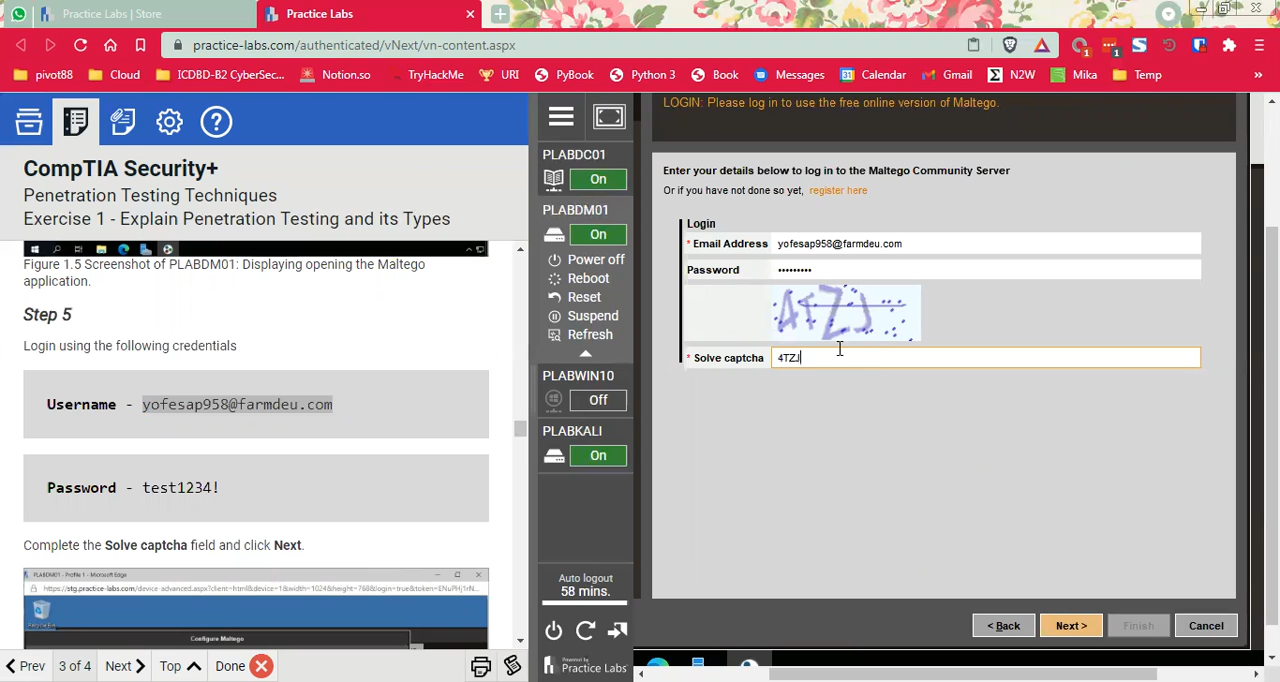 Practice Labs | Store
Practice Labs
practice-labs.com/authenticated/vNext/vn-content.aspx
1
1
pivot88
Cloud
ICDBD-B2 CyberSec...
Notion.so
TryHackMe
URI
PyBook
Python 3
Book
Messages
31 Calendar
Gmail
N2W
Mika
Temp
»
CompTIA Security+
Penetration Testing Techniques
Exercise 1 - Explain Penetration Testing and its Types
Figure 1.5 Screenshot of PLABDM01: Displaying opening the Maltego
application.
Step 5
Login using the following credentials
Username - yofesap958@farmdeu.com
Password - test1234!
Complete the Solve captcha field and click Next.
PLABDM01 - Profile 1 - Microsoft Edge
Configure Maltego
Prev
3 of 4
Next
Top
Done
PLABDC01
On
PLABDM01
On
Power off
Reboot
Reset
Suspend
Refresh
PLABWIN10
Off
PLABKALI
On
Auto logout
58 mins.
Powered by
Practice Labs
LOGIN: Please log in to use the free online version of Maltego.
Enter your details below to log in to the Maltego Community Server
Or if you have not done so yet, register here
Login
* Email Address yofesap958@farmdeu.com
Password •••••••••
* Solve captcha 4TZJ
< Back
Next >
Finish
Cancel